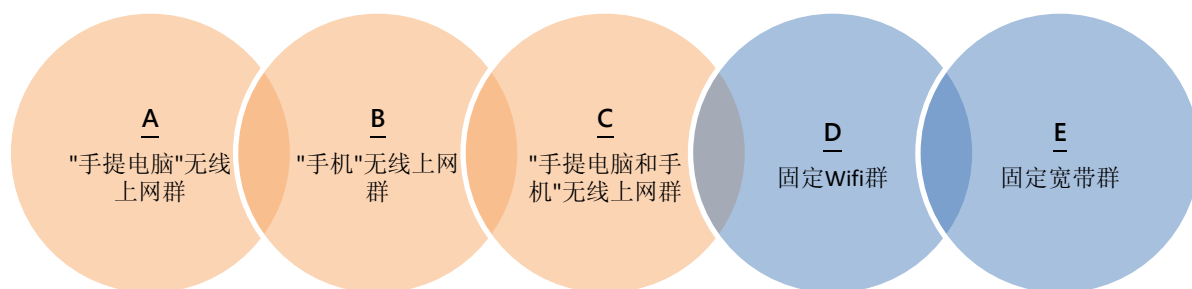 A
"手提电脑"无线
上网群
B
"手机"无线上网
群
C
"手提电脑和手
机"无线上网群
D
固定Wifi群
E
固定宽带群